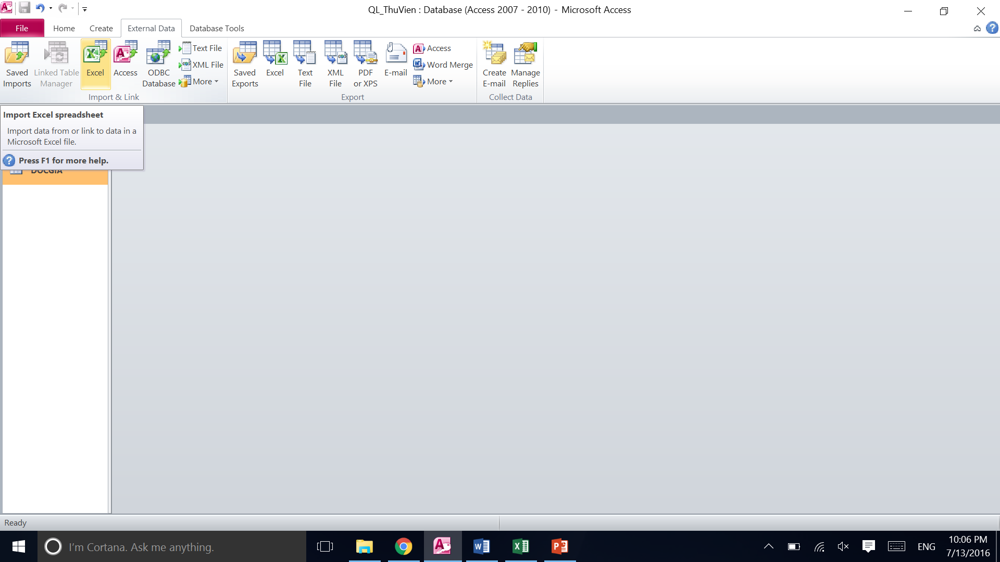 QL_ThuVien : Database (Access 2007 - 2010) - Microsoft Access
File Home Create External Data Database Tools
Saved Imports
Linked Table Manager
Excel
Access
ODBC Database
Text File
XML File
More
Import & Link
Saved Exports
Excel
Text File
XML File
PDF or XPS
E-mail
Access
Word Merge
More
Export
Create E-mail
Manage Replies
Collect Data
Import Excel spreadsheet
Import data from or link to data in a
Microsoft Excel file.
Press F1 for more help.
DOCGIA
Ready
I'm Cortana. Ask me anything.
ENG
10:06 PM
7/13/2016